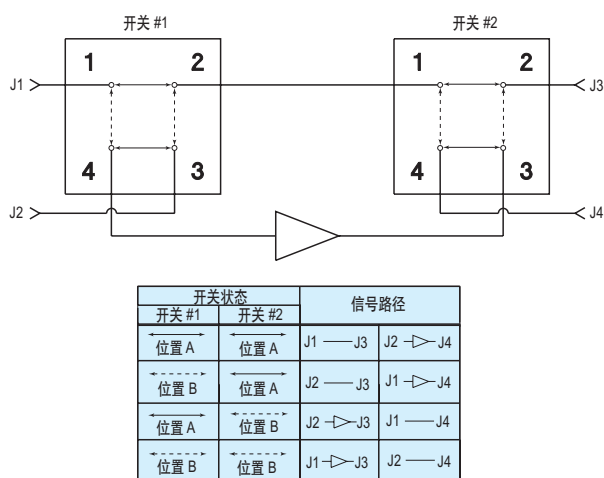 开关 #1 开关 #2
1 2 1 2
J1 J3
4 3 4 3
J2 J4
开关状态 信号路径
开关 #1 开关 #2
位置 A 位置 A J1 J3 J2 J4
位置 B 位置 A J2 J3 J1 J4
位置 A 位置 B J2 J3 J1 J4
位置 B 位置 B J1 J3 J2 J4